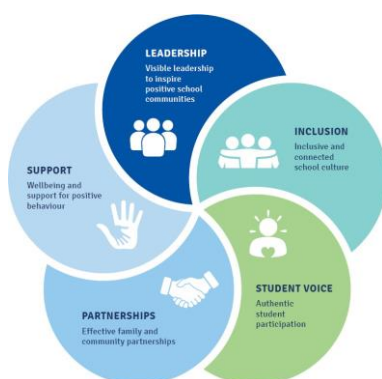 LEADERSHIP
Visible leadership
to inspire
positive school
communities
INCLUSION
Inclusive and
connected
school culture
STUDENT VOICE
Authentic
student
participation
PARTNERSHIPS
Effective family and
community partnerships
SUPPORT
Wellbeing and
support for positive
behaviour